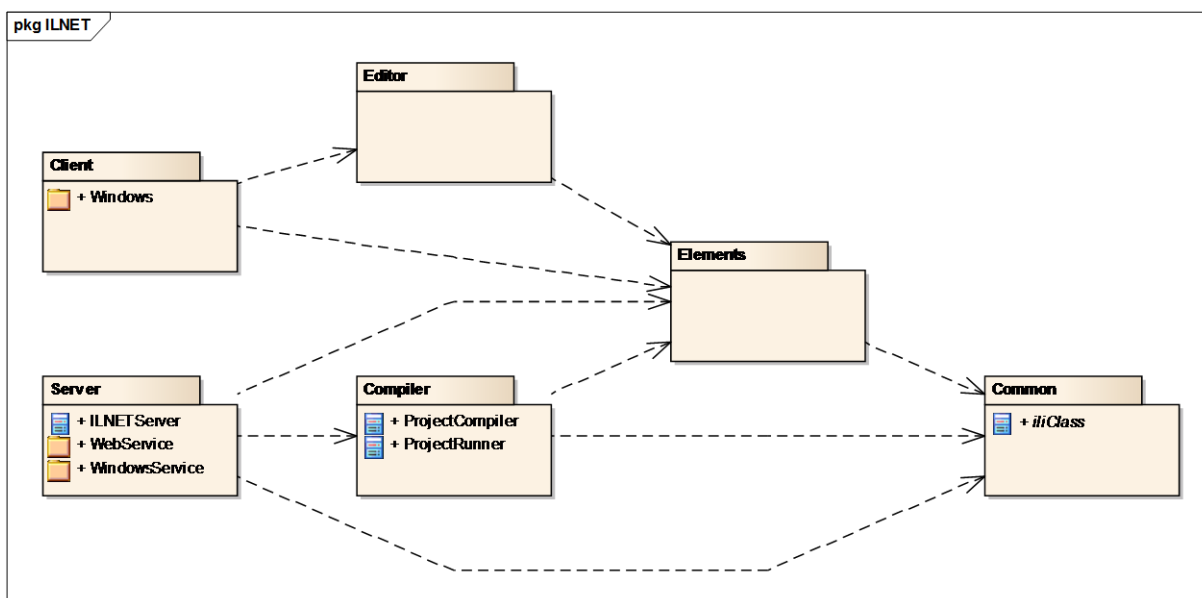 pkg ILNET
Editor
Client
+ Windows
Elements
Server
+ ILNETServer
+ WebService
+ WindowsService
Compiler
+ ProjectCompiler
+ ProjectRunner
Common
+ iliClass